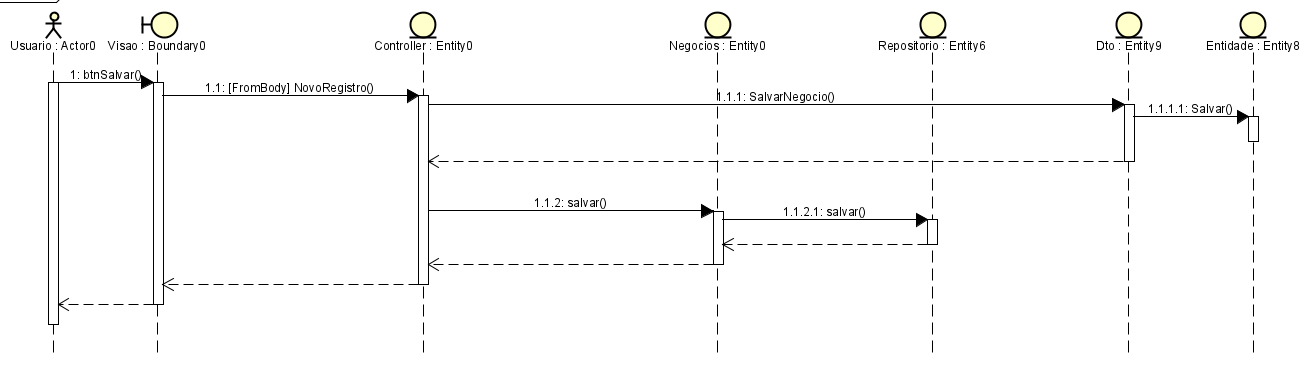 Usuario : Actor0
Visao : Boundary0
Controller : Entity0
Negocios : Entity0
Repositorio : Entity6
Dto : Entity9
Entidade : Entity8
1: btnSalvar()
1.1: [FromBody] NovoRegistro()
1.1.1: SalvarNegocio()
1.1.1.1: Salvar()
1.1.2: salvar()
1.1.2.1: salvar()